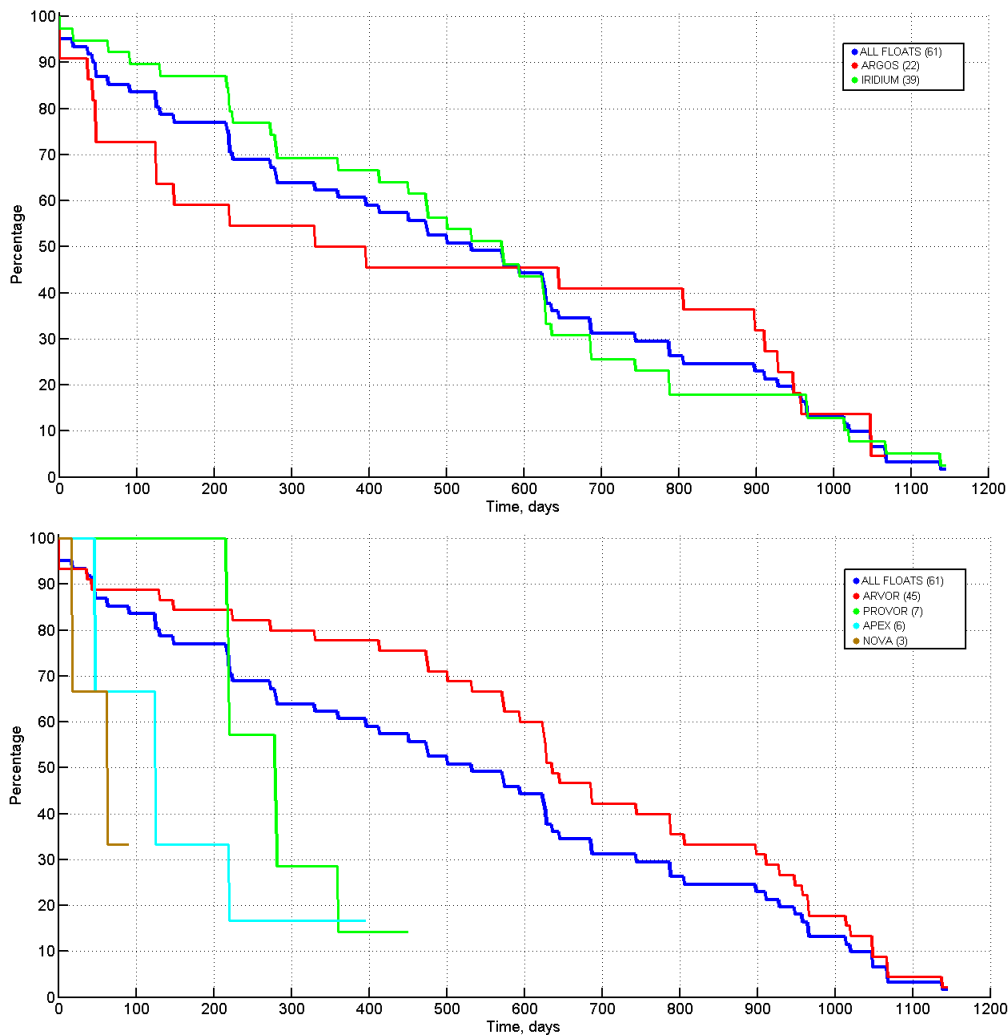 100
90
80
70
60
50
40
30
20
10
0
Percentage
ALL FLOATS (61)
ARGOS (22)
IRIDIUM (39)
0 100 200 300 400 500 600 700 800 900 1000 1100 1200
Time, days
100
90
80
70
60
50
40
30
20
10
0
Percentage
ALL FLOATS (61)
ARVOR (45)
PROVOR (7)
APEX (6)
NOVA (3)
0 100 200 300 400 500 600 700 800 900 1000 1100 1200
Time, days